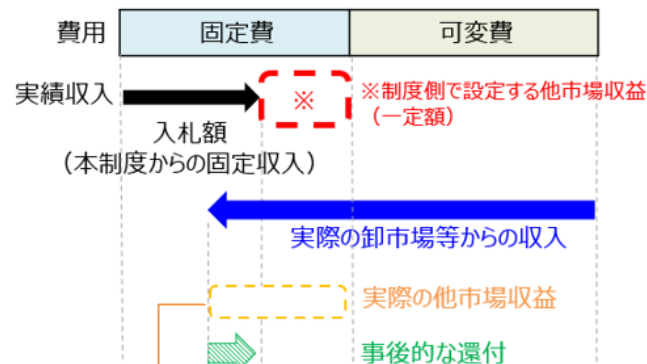 費用
固定費
可変費
実績収入
※
※制度側で設定する他市場収益
（一定額）
入札額
（本制度からの固定収入）
実際の卸市場等からの収入
実際の他市場収益
事後的な還付